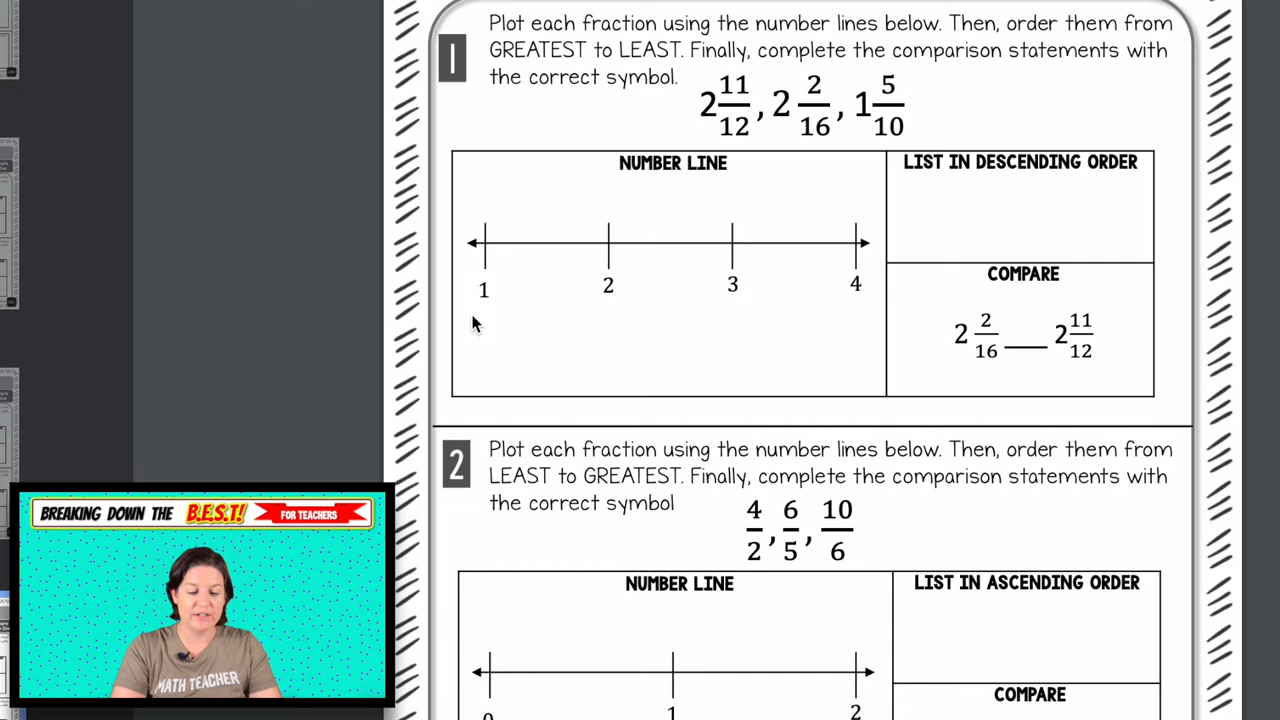 1
Plot each fraction using the number lines below. Then, order them from
GREATEST to LEAST. Finally, complete the comparison statements with
the correct symbol.
2 11/12 , 2 2/16 , 1 5/10
NUMBER LINE
1 2 3 4
LIST IN DESCENDING ORDER
COMPARE
2 2/16 ___ 2 11/12
2
Plot each fraction using the number lines below. Then, order them from
LEAST to GREATEST. Finally, complete the comparison statements with
the correct symbol
4/2 , 6/5 , 10/6
NUMBER LINE
0 1 2
LIST IN ASCENDING ORDER
COMPARE
BREAKING DOWN THE B.E.S.T! FOR TEACHERS
MATH TEACHER